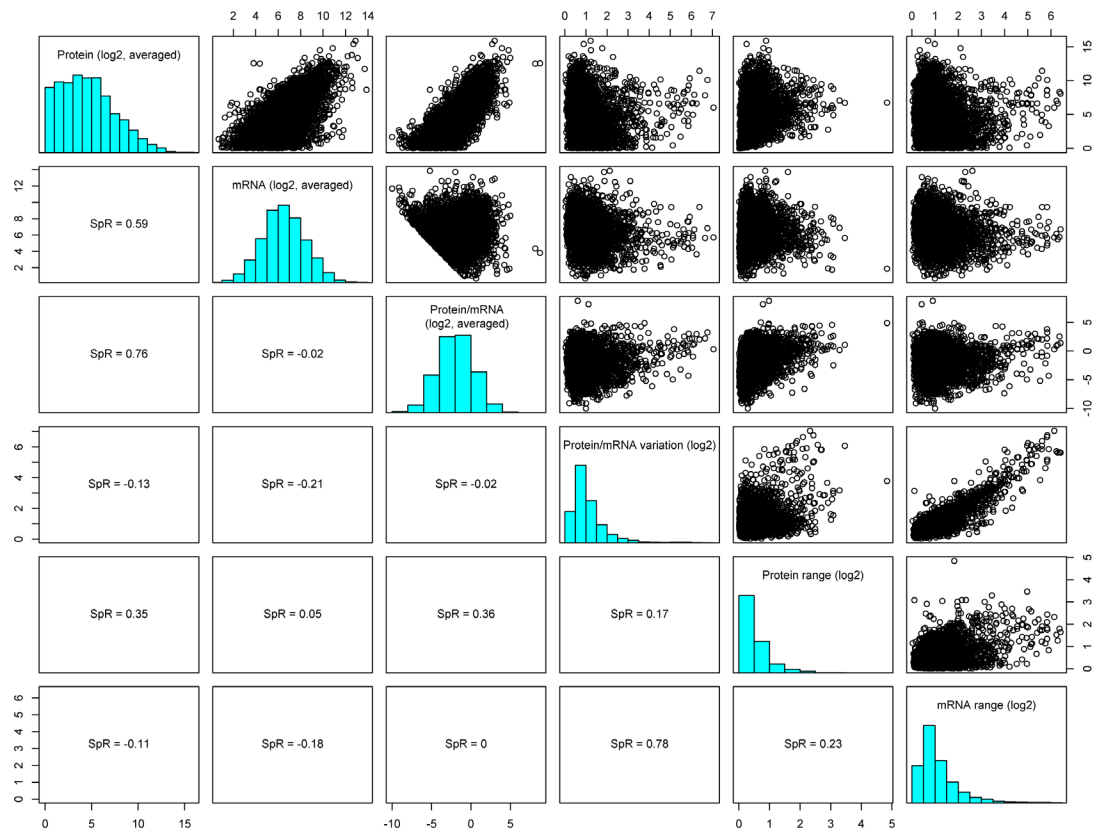 2 4 6 8 10 12 14
0 1 2 3 4 5 6 7
0 1 2 3 4 5 6
Protein (log2, averaged)
0 5 10 15
mRNA (log2, averaged)
2 4 6 8 10 12
SpR = 0.59
Protein/mRNA
(log2, averaged)
SpR = 0.76
SpR = -0.02
-10 -5 0 5
Protein/mRNA variation (log2)
0 2 4 6
SpR = -0.13
SpR = -0.21
SpR = -0.02
Protein range (log2)
SpR = 0.35
SpR = 0.05
SpR = 0.36
SpR = 0.17
0 1 2 3 4 5
mRNA range (log2)
0 1 2 3 4 5 6
SpR = -0.11
SpR = -0.18
SpR = 0
SpR = 0.78
SpR = 0.23
0 5 10 15
-10 -5 0 5
0 1 2 3 4 5